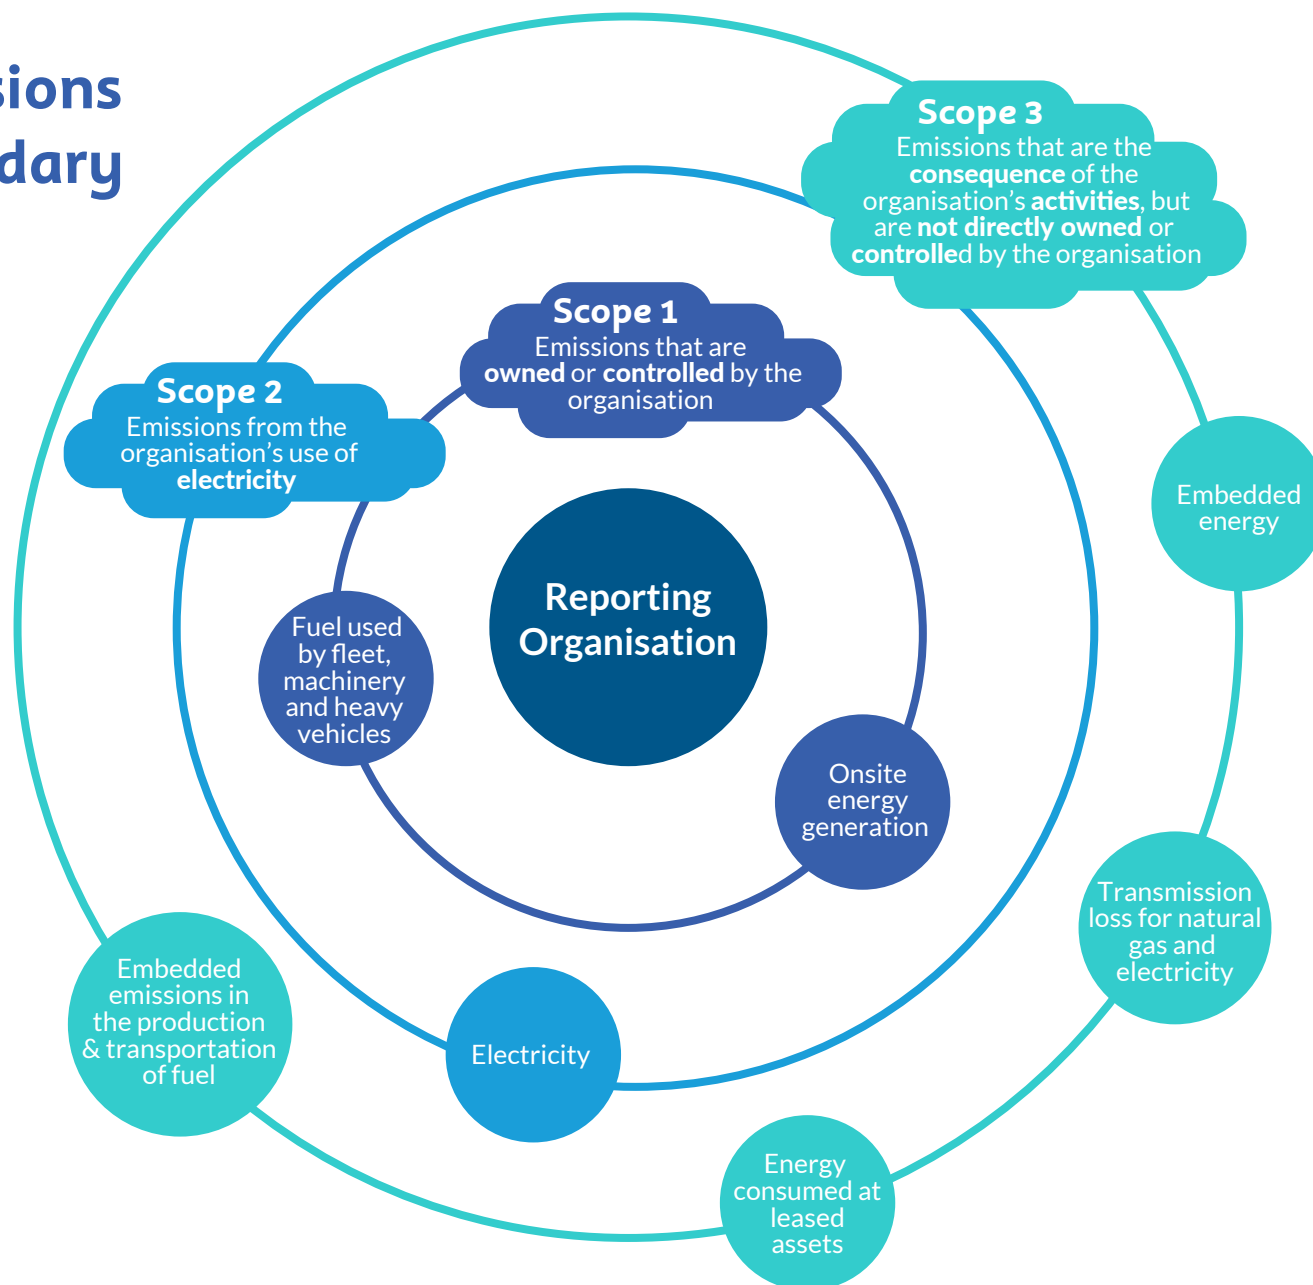 sions
dary
Scope 3
Emissions that are the
consequence of the
organisation's activities, but
are not directly owned or
controlled by the organisation
Scope 1
Emissions that are
owned or controlled by the
organisation
Scope 2
Emissions from the
organisation's use of
electricity
Embedded
energy
Reporting
Organisation
Fuel used
by fleet,
machinery
and heavy
vehicles
Onsite
energy
generation
Transmission
loss for natural
gas and
electricity
Embedded
emissions in
the production
& transportation
of fuel
Electricity
Energy
consumed at
leased
assets